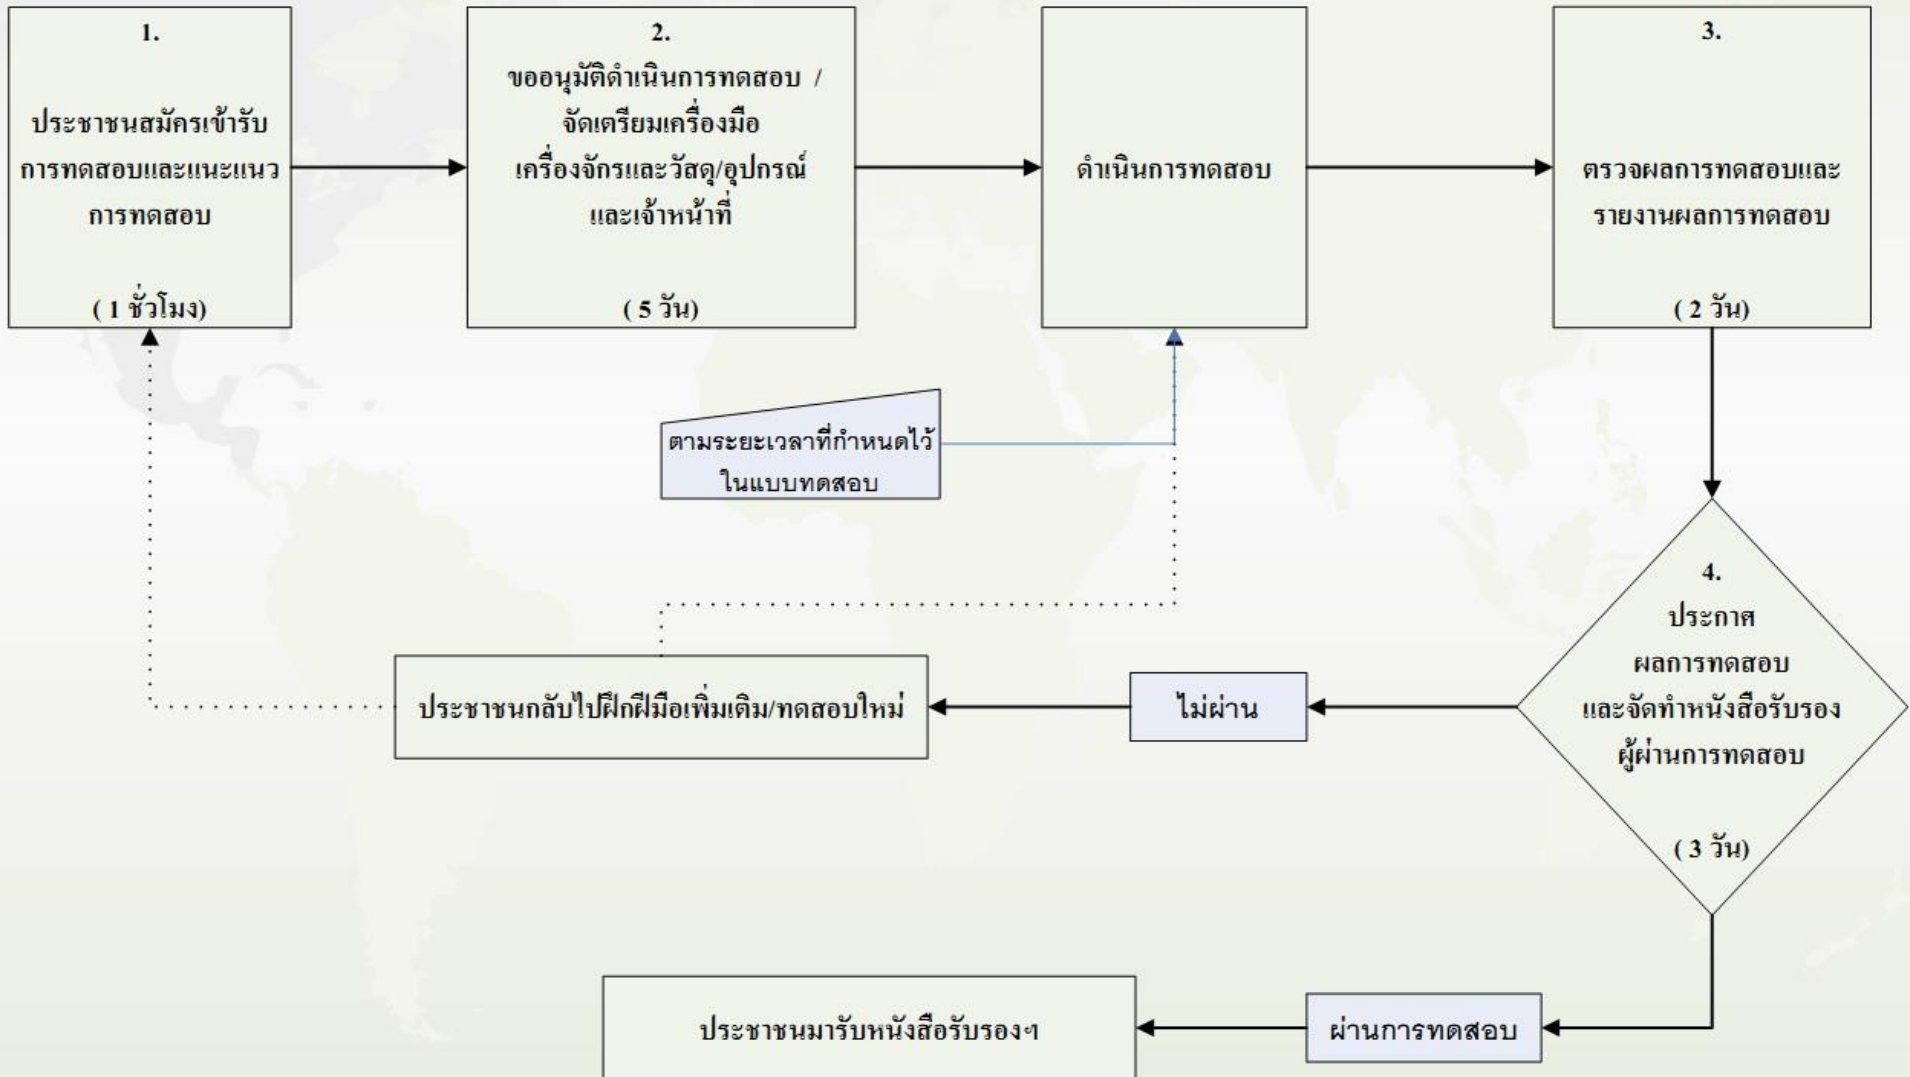 1.
ประชาชนสมัครเข้ารับ
การทดสอบและแนะแนว
การทดสอบ
( 1 ชั่วโมง)
2.
ขออนุมัติดำเนินการทดสอบ /
จัดเตรียมเครื่องมือ
เครื่องจักรและวัสดุ/อุปกรณ์
และเจ้าหน้าที่
( 5 วัน)
ดำเนินการทดสอบ
3.
ตรวจผลการทดสอบและ
รายงานผลการทดสอบ
( 2 วัน)
ตามระยะเวลาที่กำหนดไว้
ในแบบทดสอบ
4.
ประกาศ
ผลการทดสอบ
และจัดทำหนังสือรับรอง
ผู้ผ่านการทดสอบ
( 3 วัน)
ไม่ผ่าน
ประชาชนกลับไปฝึกฝีมือเพิ่มเติม/ทดสอบใหม่
ผ่านการทดสอบ
ประชาชนมารับหนังสือรับรองฯ